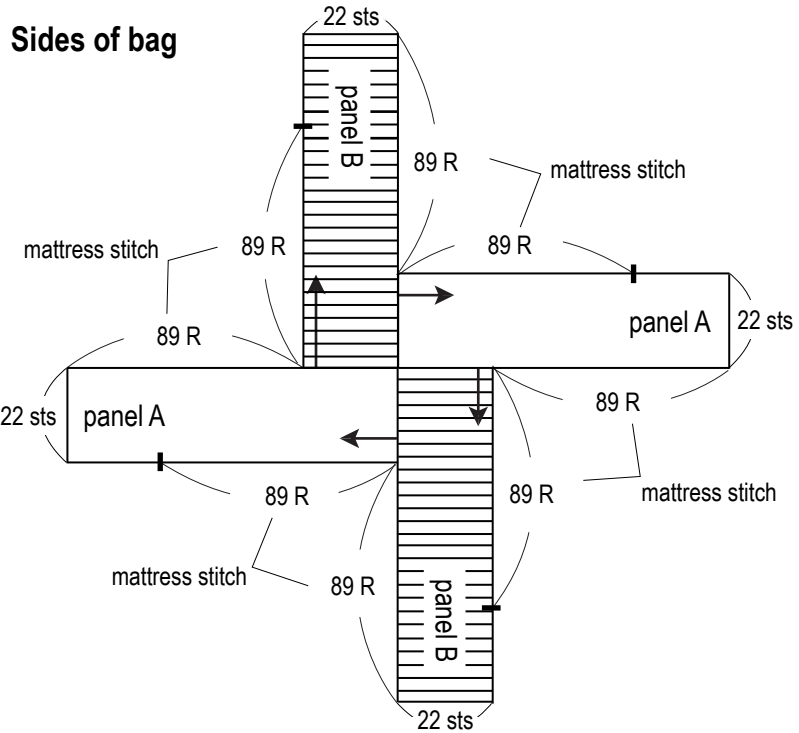 Sides of bag
22 sts
panel B
89 R
mattress stitch
mattress stitch
89 R
89 R
89 R
panel A
22 sts
22 sts
panel A
89 R
89 R
89 R
mattress stitch
mattress stitch
89 R
panel B
22 sts